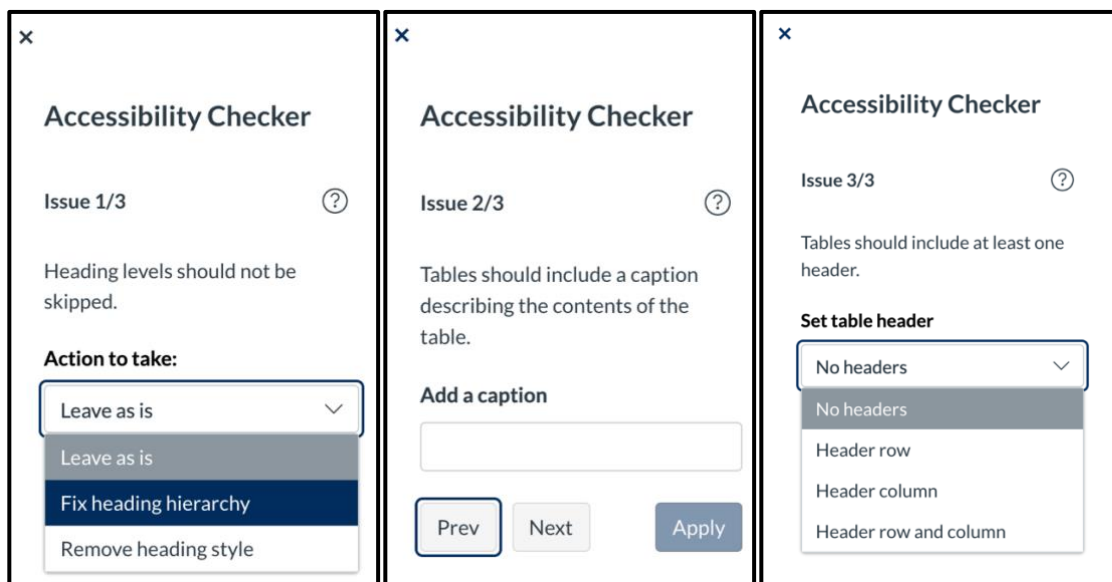 ×
Accessibility Checker
Issue 1/3
?
Heading levels should not be
skipped.
Action to take:
Leave as is
Leave as is
Fix heading hierarchy
Remove heading style
×
Accessibility Checker
Issue 2/3
?
Tables should include a caption
describing the contents of the
table.
Add a caption
Prev
Next
Apply
×
Accessibility Checker
Issue 3/3
?
Tables should include at least one
header.
Set table header
No headers
No headers
Header row
Header column
Header row and column